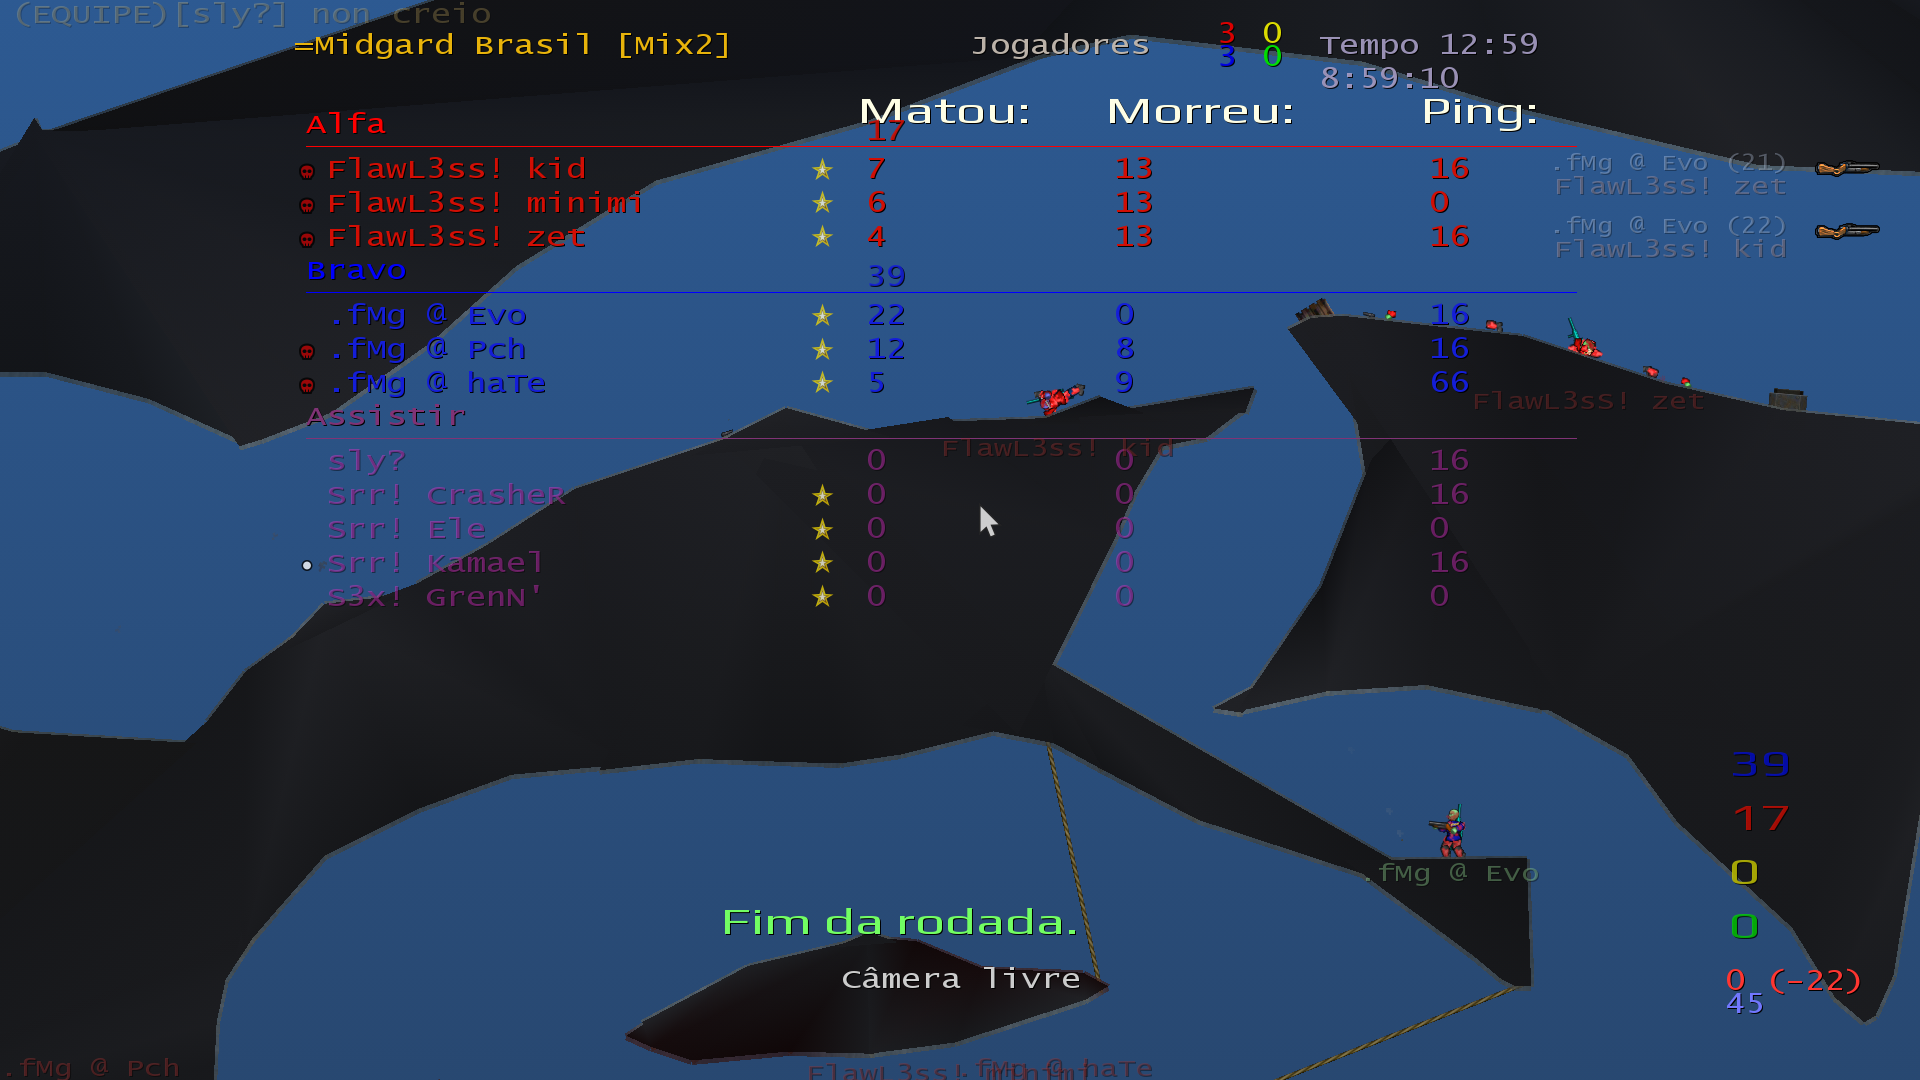 (EQUIPE)[sly?] non creio
=Midgard Brasil [Mix2] Jogadores 3 0 Tempo 12:59
3 0 8:59:10
Matou: Morreu: Ping:
Alfa 17
FlawL3ss! kid 7 13 16
FlawL3ss! minimi 6 13 0
FlawL3sS! zet 4 13 16
Bravo 39
.fMg @ Evo 22 0 16
.fMg @ Pch 12 8 16
.fMg @ haTe 5 9 66
Assistir
sly? 0 0 16
Srr! CrasheR 0 0 16
Srr! Ele 0 0 0
Srr! Kamael 0 0 16
S3x! GrenN' 0 0 0
.fMg @ Evo (21)
FlawL3sS! zet
.fMg @ Evo (22)
FlawL3ss! kid
FlawL3sS! zet
FlawL3ss! kid
39
17
0
0
0 (-22)
45
.fMg @ Evo
Fim da rodada.
Câmera livre
.fMg @ Pch
FlawL3ss! minimi
.fMg @ haTe